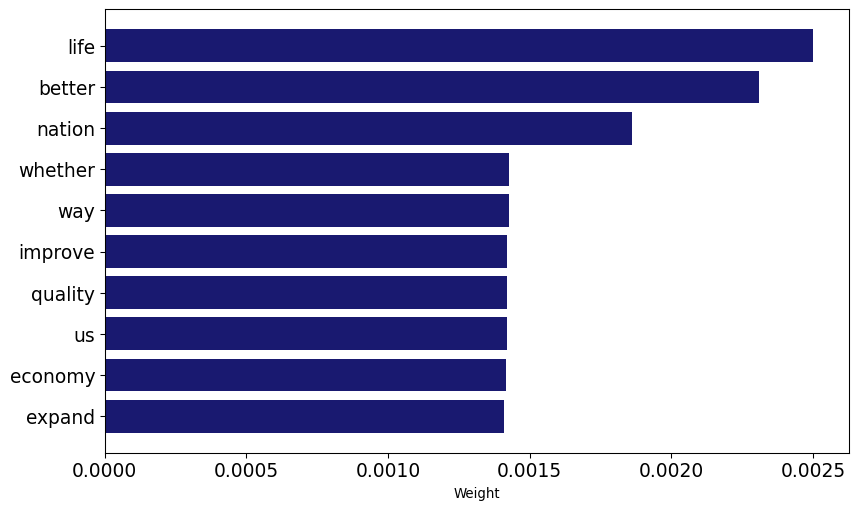 life
better
nation
whether
way
improve
quality
us
economy
expand
0.0000 0.0005 0.0010 0.0015 0.0020 0.0025
Weight